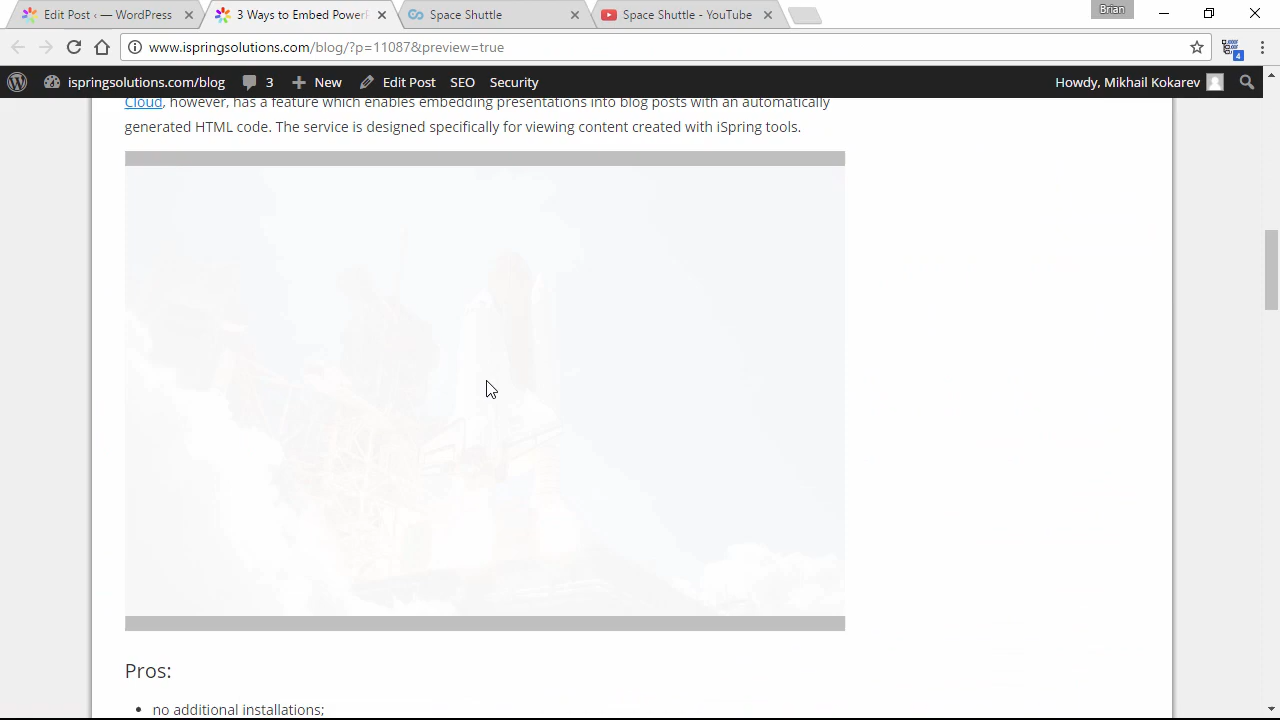 Edit Post ‹ — WordPress
3 Ways to Embed PowerP
Space Shuttle
Space Shuttle - YouTube
Brian
www.ispringsolutions.com/blog/?p=11087&preview=true
4
ispringsolutions.com/blog
3
New
Edit Post
SEO
Security
Howdy, Mikhail Kokarev
Cloud, however, has a feature which enables embedding presentations into blog posts with an automatically
generated HTML code. The service is designed specifically for viewing content created with iSpring tools.
Pros:
• no additional installations;